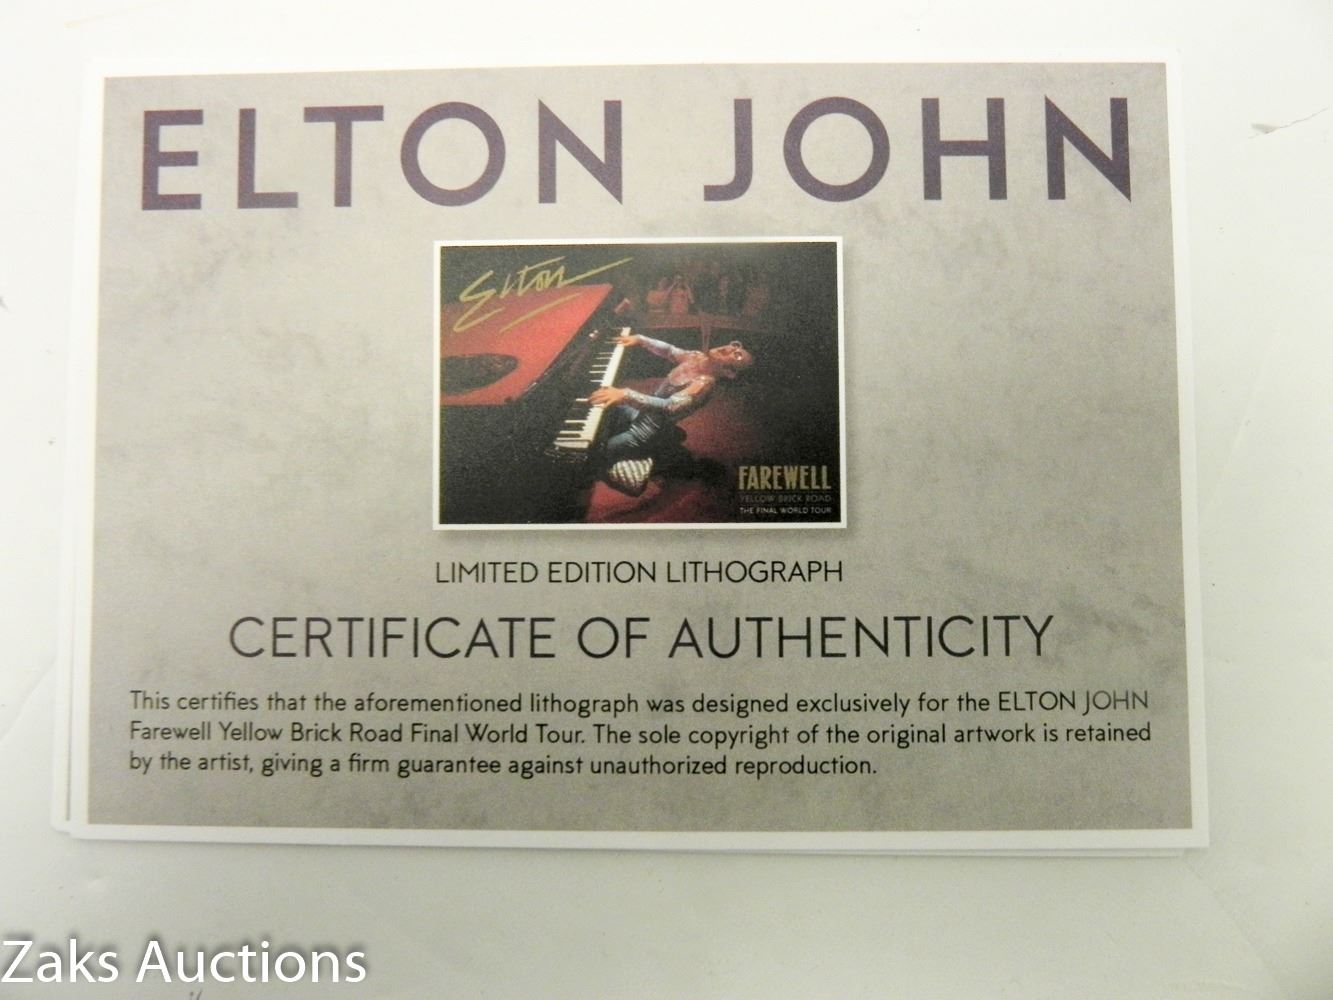 ELTON JOHN
Elton
FAREWELL
YELLOW BRICK ROAD
THE FINAL WORLD TOUR
LIMITED EDITION LITHOGRAPH
CERTIFICATE OF AUTHENTICITY
This certifies that the aforementioned lithograph was designed exclusively for the ELTON JOHN
Farewell Yellow Brick Road Final World Tour. The sole copyright of the original artwork is retained
by the artist, giving a firm guarantee against unauthorized reproduction.
Zaks Auctions